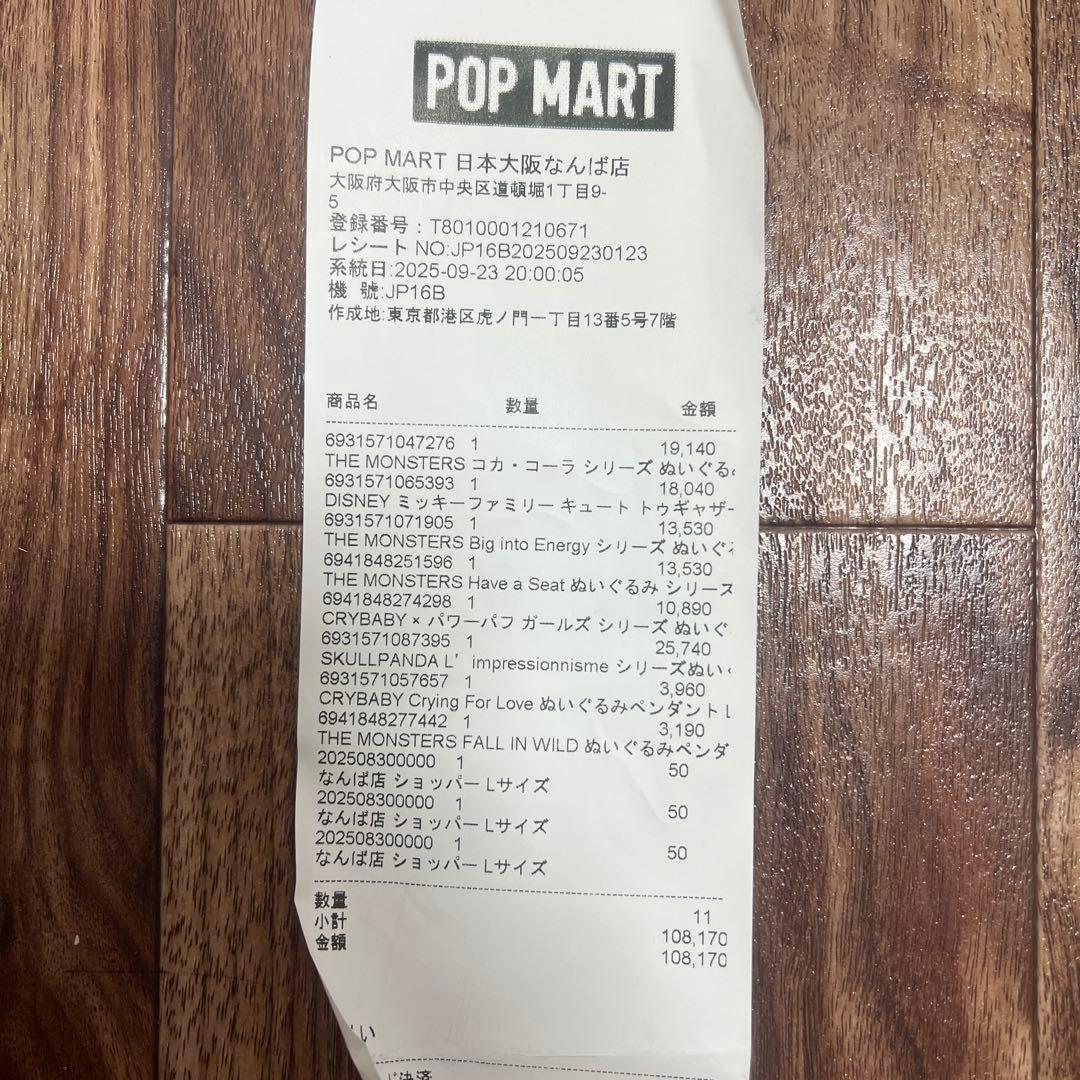 POP MART
POP MART 日本大阪なんば店
大阪府大阪市中央区道頓堀1丁目9-
5
登録番号：T8010001210671
レシート NO:JP16B202509230123
系統日:2025-09-23 20:00:05
機 號:JP16B
作成地:東京都港区虎ノ門一丁目13番5号7階
商品名 数量 金額
6931571047276 1 19,140
THE MONSTERS コカ・コーラ シリーズ ぬいぐる
6931571065393 1 18,040
DISNEY ミッキーファミリー キュート トゥギャザー
6931571071905 1 13,530
THE MONSTERS Big into Energy シリーズ ぬいぐ
6941848251596 1 13,530
THE MONSTERS Have a Seat ぬいぐるみ シリーズ
6941848274298 1 10,890
CRYBABY × パワーパフ ガールズ シリーズ ぬいぐ
6931571087395 1 25,740
SKULLPANDA L’impressionnisme シリーズぬい
6931571057657 1 3,960
CRYBABY Crying For Love ぬいぐるみペンダント
6941848277442 1 3,190
THE MONSTERS FALL IN WILD ぬいぐるみペンダ
202508300000 1 50
なんば店 ショッパー Lサイズ
202508300000 1 50
なんば店 ショッパー Lサイズ
202508300000 1 50
なんば店 ショッパー Lサイズ
数量 11
小計 108,170
金額 108,170
い
決済